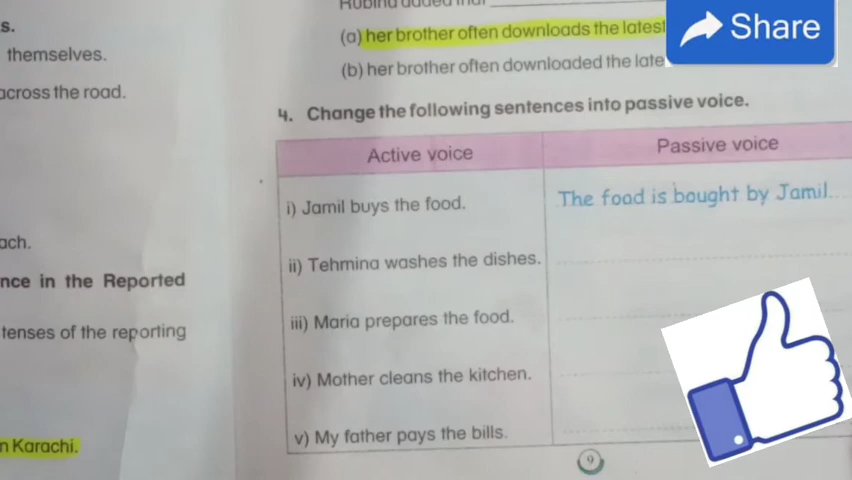 s.
themselves.
across the road.
ach.
nce in the Reported
tenses of the reporting
n Karachi.
(a) her brother often downloads the latest
(b) her brother often downloaded the late
4. Change the following sentences into passive voice.
Active voice
Passive voice
i) Jamil buys the food.
The food is bought by Jamil.
ii) Tehmina washes the dishes.
iii) Maria prepares the food.
iv) Mother cleans the kitchen.
v) My father pays the bills.
9
Share